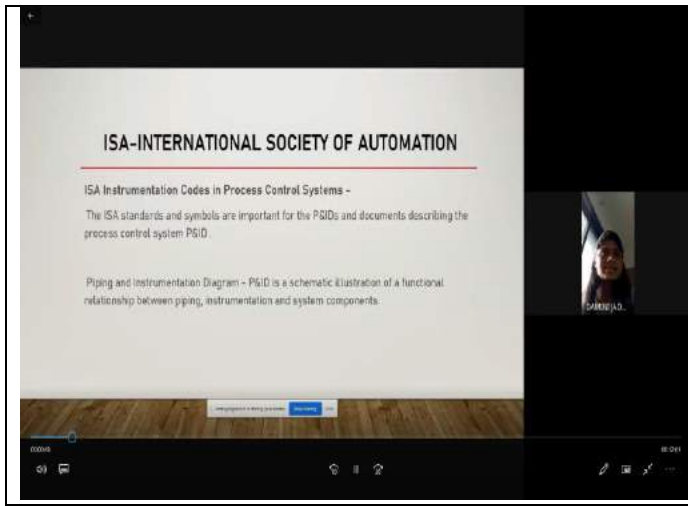 ISA-INTERNATIONAL SOCIETY OF AUTOMATION
ISA Instrumentation Codes in Process Control Systems –
The ISA standards and symbols are important for the P&IDs and documents describing the
process control system P&ID .
Piping and Instrumentation Diagram – P&ID is a schematic illustration of a functional
relationship between piping, instrumentation and system components.